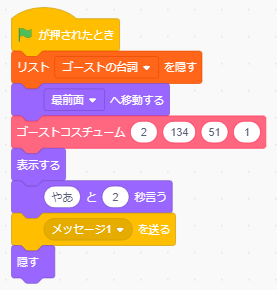 が押されたとき
リスト ゴーストの台詞 を隠す
最前面 へ移動する
ゴーストコスチューム 2 134 51 1
表示する
やあ と 2 秒言う
メッセージ1 を送る
隠す